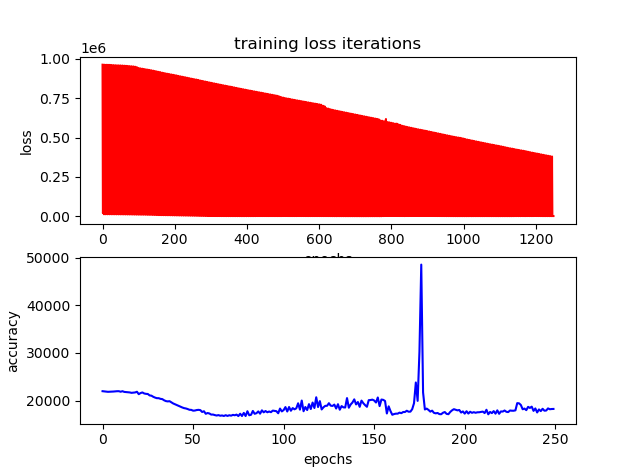 training loss iterations
1e6
1.00
0.75
0.50
0.25
0.00
loss
0 200 400 600 800 1000 1200
epochs
50000
40000
30000
20000
accuracy
0 50 100 150 200 250
epochs